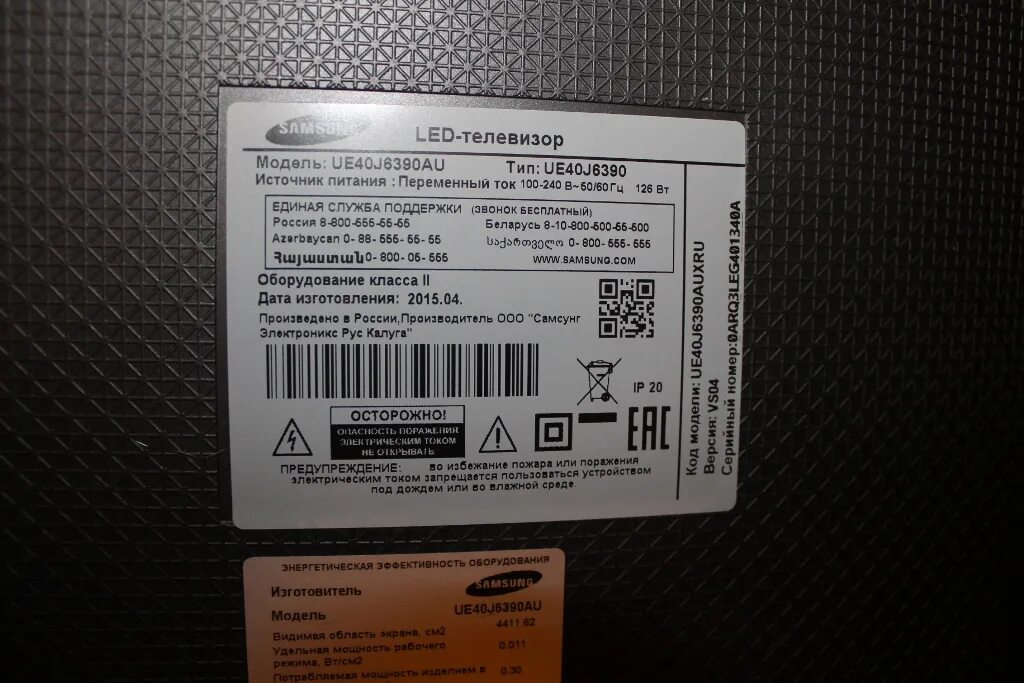 SAMSUNG
LED-телевизор
Модель: UE40J6390AU Тип: UE40J6390
Источник питания : Переменный ток 100-240 В~50/60 Гц 126 Вт
ЕДИНАЯ СЛУЖБА ПОДДЕРЖКИ (ЗВОНОК БЕСПЛАТНЫЙ)
Россия 8-800-555-55-55 Беларусь 8-10-800-500-55-500
Azerbaycan 0- 88- 555- 55- 55 საქართველო 0- 800- 555- 555
Հայաստան 0- 800- 05- 555 WWW.SAMSUNG.COM
Оборудование класса II
Дата изготовления: 2015.04.
Произведено в России,Производитель ООО "Самсунг
Электроникс Рус Калуга"
IP 20
ОСТОРОЖНО!
ОПАСНОСТЬ ПОРАЖЕНИЯ
ЭЛЕКТРИЧЕСКИМ ТОКОМ
НЕ ОТКРЫВАТЬ
EAC
ПРЕДУПРЕЖДЕНИЕ: во избежание пожара или поражения
электрическим током запрещается пользоваться устройством
под дождем или во влажной среде.
Код модели: UE40J6390AUXRU
Версия: VS04
Серийный номер:0ARQ3LEG401340A
ЭНЕРГЕТИЧЕСКАЯ ЭФФЕКТИВНОСТЬ ОБОРУДОВАНИЯ
Изготовитель SAMSUNG
Модель UE40J6390AU
Видимая область экрана, см2 4411.62
Удельная мощность рабочего 0.011
режима, Вт/см2
Потребляемая мощность изделием в 0.30